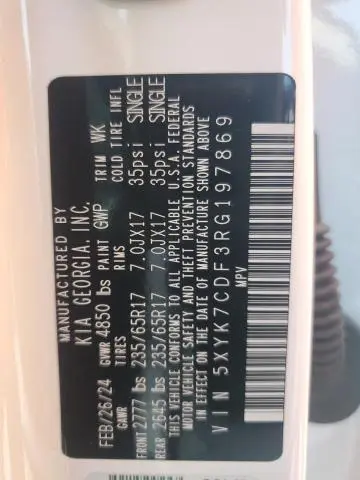 MANUFACTURED BY
KIA GEORGIA, INC.
FEB/26/24 GVWR 4850 lbs PAINT GWP TRIM WK
GAWR TIRES RIMS COLD TIRE INFL
FRONT 2777 lbs 235/65R17 7.0JX17 35psi SINGLE
REAR 2645 lbs 235/65R17 7.0JX17 35psi SINGLE
THIS VEHICLE CONFORMS TO ALL APPLICABLE U.S.A. FEDERAL
MOTOR VEHICLE SAFETY AND THEFT PREVENTION STANDARDS
IN EFFECT ON THE DATE OF MANUFACTURE SHOWN ABOVE
VIN 5XYK7CDF3RG197869
MPV